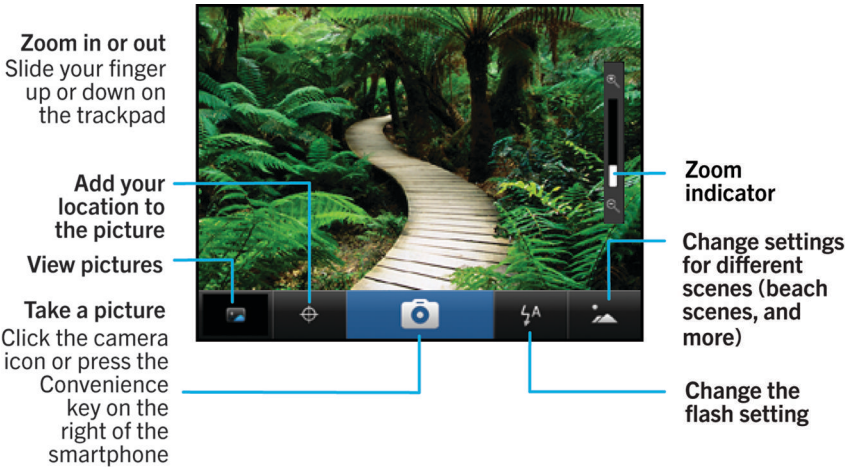 Zoom in or out
Slide your finger
up or down on
the trackpad
Add your
location to
the picture
View pictures
Take a picture
Click the camera
icon or press the
Convenience
key on the
right of the
smartphone
A
Zoom
indicator
Change settings
for different
scenes (beach
scenes, and
more)
Change the
flash setting